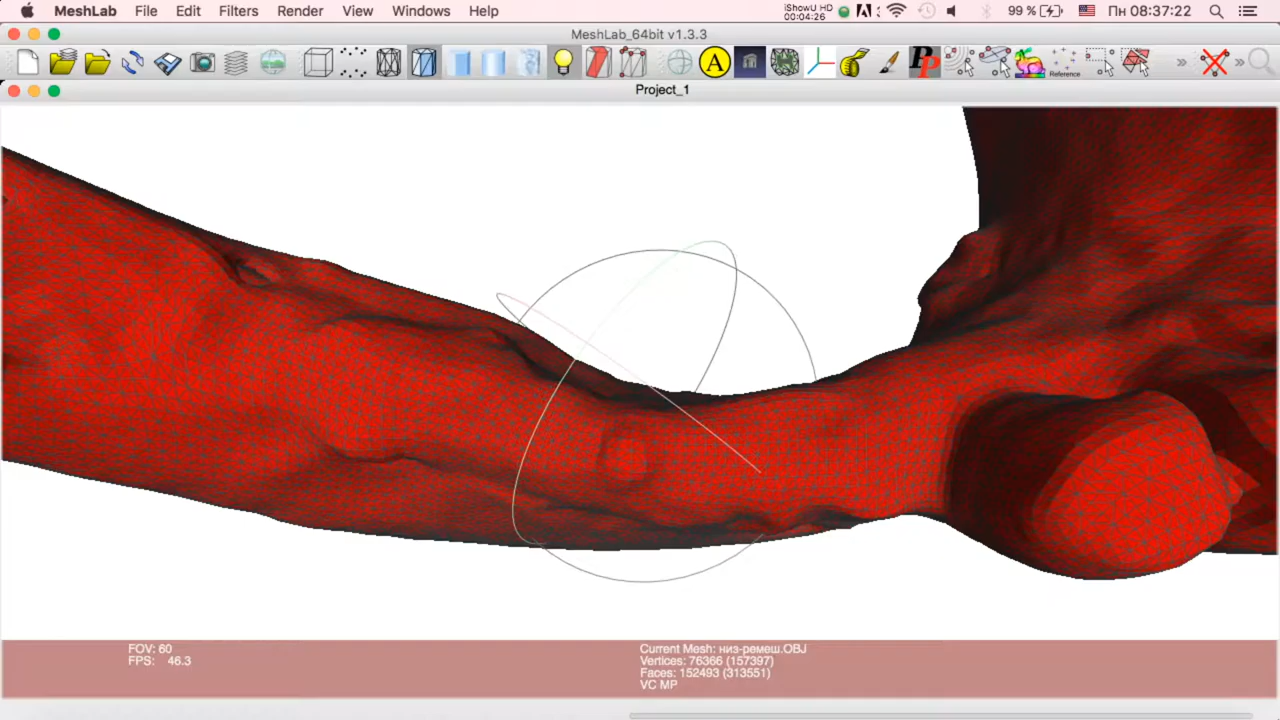 MeshLab File Edit Filters Render View Windows Help iShowU HD 00:04:26 99 % Пн 08:37:22
MeshLab_64bit v1.3.3
A PP Reference » »
Project_1
FOV: 60
FPS: 46.3
Current Mesh: низ-ремеш.OBJ
Vertices: 76366 (157397)
Faces: 152493 (313551)
VC MP